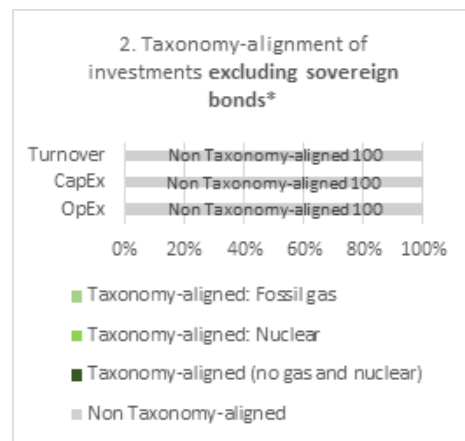 2. Taxonomy-alignment of
investments excluding sovereign
bonds*
Turnover Non Taxonomy-aligned 100
CapEx Non Taxonomy-aligned 100
OpEx Non Taxonomy-aligned 100
0% 20% 40% 60% 80% 100%
Taxonomy-aligned: Fossil gas
Taxonomy-aligned: Nuclear
Taxonomy-aligned (no gas and nuclear)
Non Taxonomy-aligned